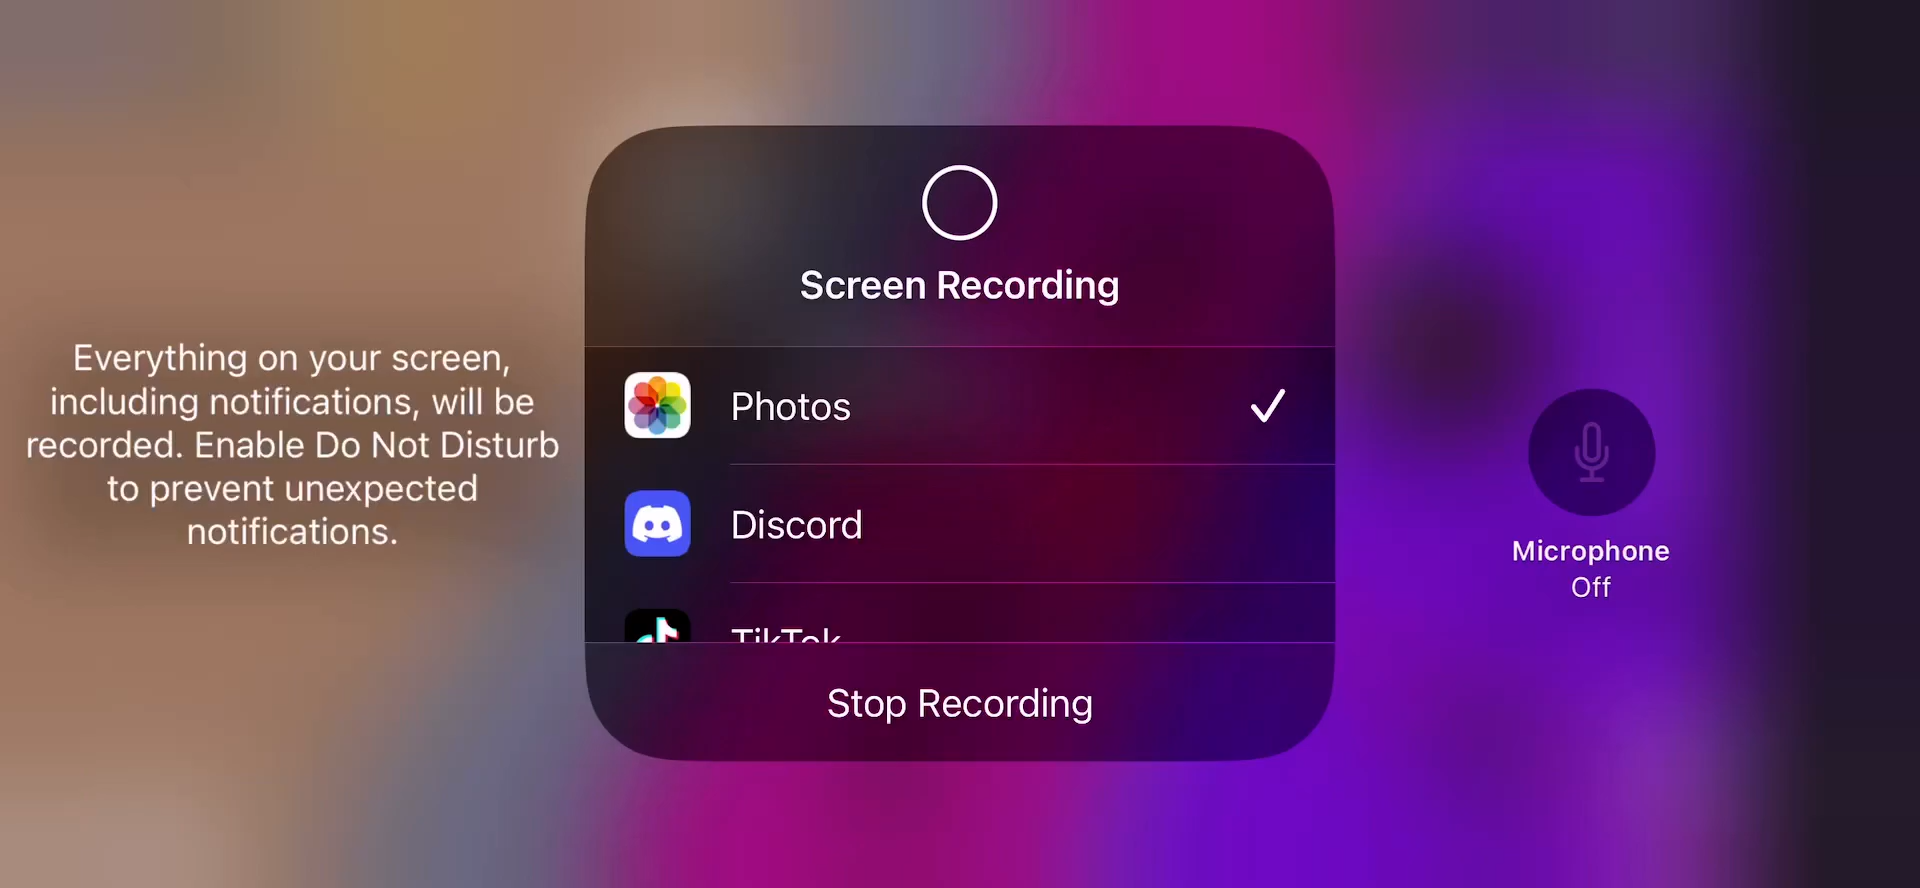 Screen Recording
Everything on your screen,
including notifications, will be
recorded. Enable Do Not Disturb
to prevent unexpected
notifications.
Photos
Discord
TikTok
Stop Recording
Microphone
Off